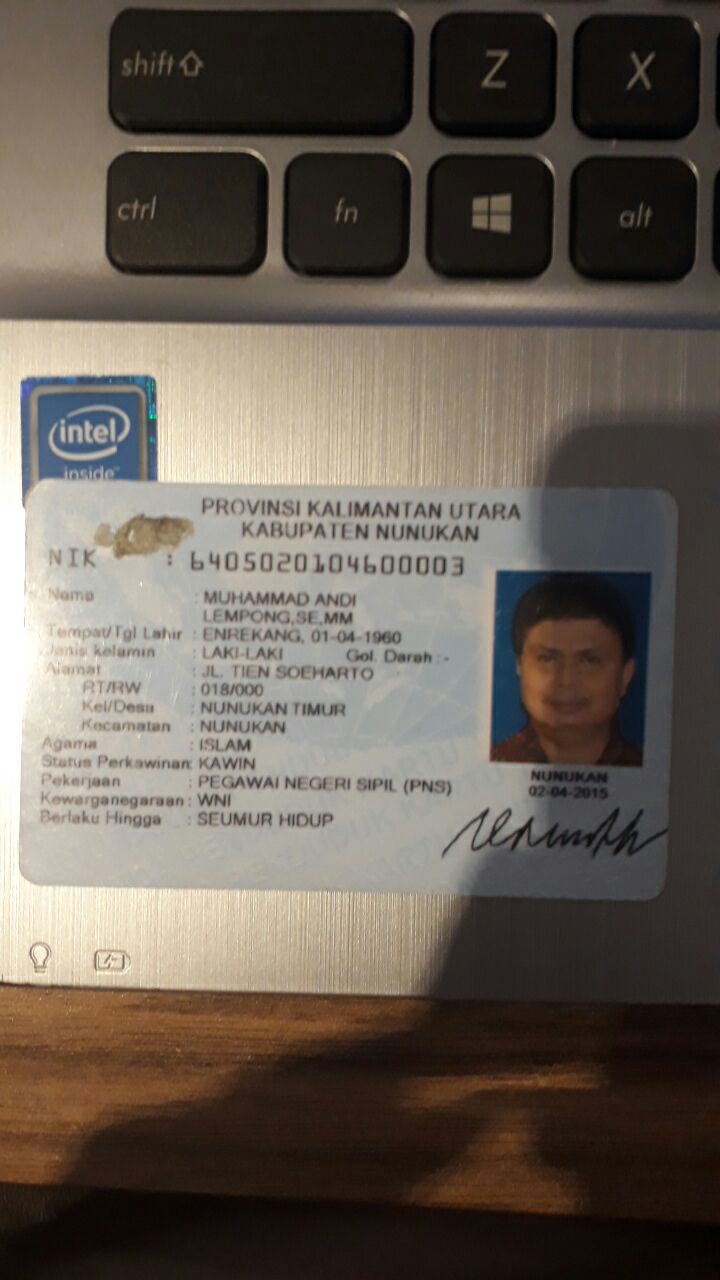 shift
Z
X
ctrl
fn
alt
intel
inside™
PROVINSI KALIMANTAN UTARA
KABUPATEN NUNUKAN
NIK : 6405020104600003
Nama : MUHAMMAD ANDI
LEMPONG,SE,MM
Tempat/Tgl Lahir : ENREKANG, 01-04-1960
Jenis kelamin : LAKI-LAKI Gol. Darah : -
Alamat : JL. TIEN SOEHARTO
RT/RW : 018/000
Kel/Desa : NUNUKAN TIMUR
Kecamatan : NUNUKAN
Agama : ISLAM
Status Perkawinan: KAWIN
Pekerjaan : PEGAWAI NEGERI SIPIL (PNS)
Kewarganegaraan : WNI
Berlaku Hingga : SEUMUR HIDUP
NUNUKAN
02-04-2015